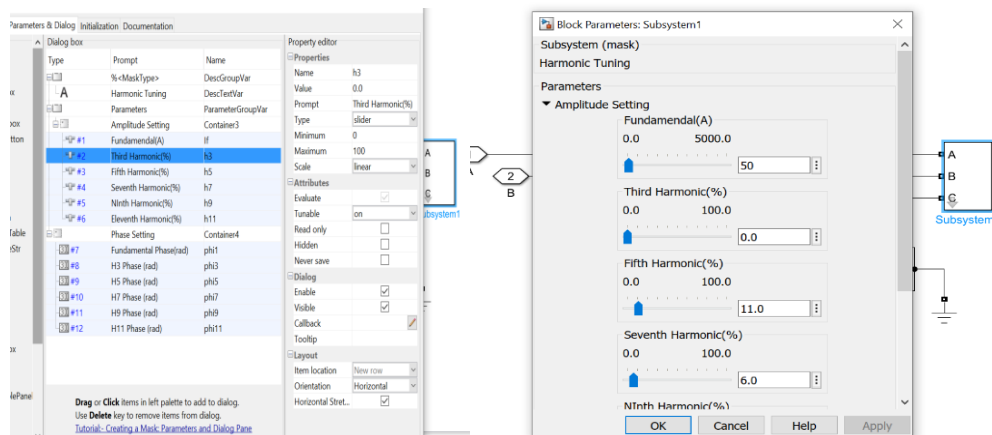 Parameters & Dialog Initialization Documentation
Dialog box
Type Prompt Name
%<MaskType> DescGroupVar
A Harmonic Tuning DescTextVar
Parameters ParameterGroupVar
Amplitude Setting Container3
#1 Fundamendal(A) If
#2 Third Harmonic(%) h3
#3 Fifth Harmonic(%) h5
#4 Seventh Harmonic(%) h7
#5 NInth Harmonic(%) h9
#6 Eleventh Harmonic(%) h11
Phase Setting Container4
#7 Fundamental Phase(rad) phi1
#8 H3 Phase (rad) phi3
#9 H5 Phase (rad) phi5
#10 H7 Phase (rad) phi7
#11 H9 Phase (rad) phi9
#12 H11 Phase (rad) phi11
Drag or Click items in left palette to add to dialog.
Use Delete key to remove items from dialog.
Tutorial:- Creating a Mask: Parameters and Dialog Pane
Property editor
Properties
Name h3
Value 0.0
Prompt Third Harmonic(%)
Type slider
Minimum 0
Maximum 100
Scale linear
Attributes
Evaluate
Tunable on
Read only
Hidden
Never save
Dialog
Enable
Visible
Callback
Tooltip
Layout
Item location New row
Orientation Horizontal
Horizontal Stret...
A
B
C
ubsystem1
2
B
Block Parameters: Subsystem1
Subsystem (mask)
Harmonic Tuning
Parameters
Amplitude Setting
Fundamendal(A)
0.0 5000.0
50
Third Harmonic(%)
0.0 100.0
0.0
Fifth Harmonic(%)
0.0 100.0
11.0
Seventh Harmonic(%)
0.0 100.0
6.0
NInth Harmonic(%)
OK Cancel Help Apply
A
B
C
Subsystem